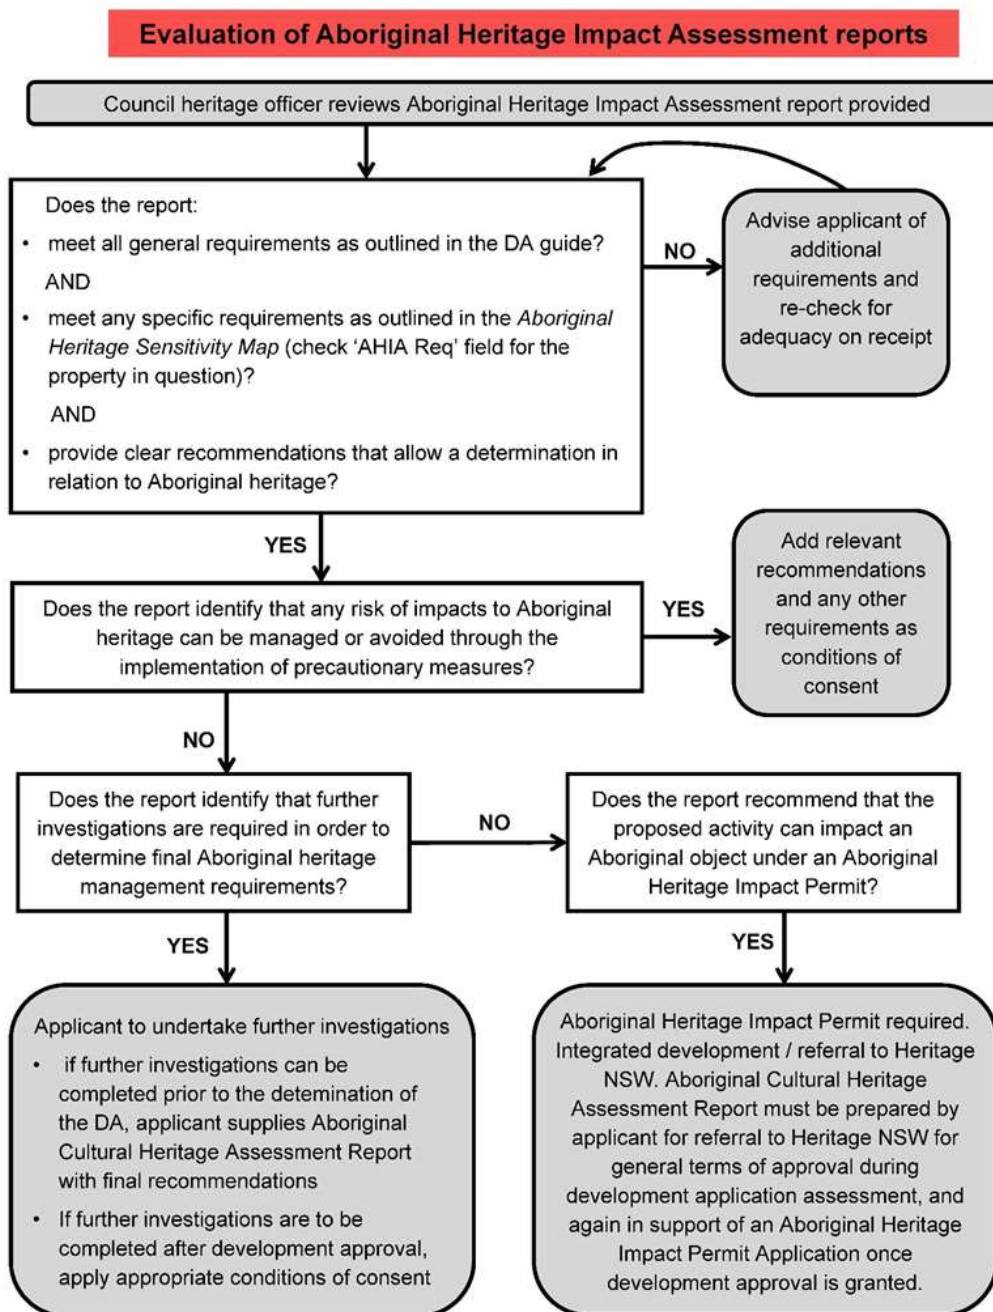 Evaluation of Aboriginal Heritage Impact Assessment reports
Council heritage officer reviews Aboriginal Heritage Impact Assessment report provided
Does the report:
• meet all general requirements as outlined in the DA guide?
AND
• meet any specific requirements as outlined in the Aboriginal
Heritage Sensitivity Map (check ‘AHIA Req’ field for the
property in question)?
AND
• provide clear recommendations that allow a determination in
relation to Aboriginal heritage?
NO
Advise applicant of
additional
requirements and
re-check for
adequacy on receipt
YES
Does the report identify that any risk of impacts to Aboriginal
heritage can be managed or avoided through the
implementation of precautionary measures?
YES
Add relevant
recommendations
and any other
requirements as
conditions of
consent
NO
Does the report identify that further
investigations are required in order to
determine final Aboriginal heritage
management requirements?
NO
Does the report recommend that the
proposed activity can impact an
Aboriginal object under an Aboriginal
Heritage Impact Permit?
YES
Applicant to undertake further investigations
• if further investigations can be
completed prior to the detemination of
the DA, applicant supplies Aboriginal
Cultural Heritage Assessment Report
with final recommendations
• If further investigations are to be
completed after development approval,
apply appropriate conditions of consent
YES
Aboriginal Heritage Impact Permit required.
Integrated development / referral to Heritage
NSW. Aboriginal Cultural Heritage
Assessment Report must be prepared by
applicant for referral to Heritage NSW for
general terms of approval during
development application assessment, and
again in support of an Aboriginal Heritage
Impact Permit Application once
development approval is granted.